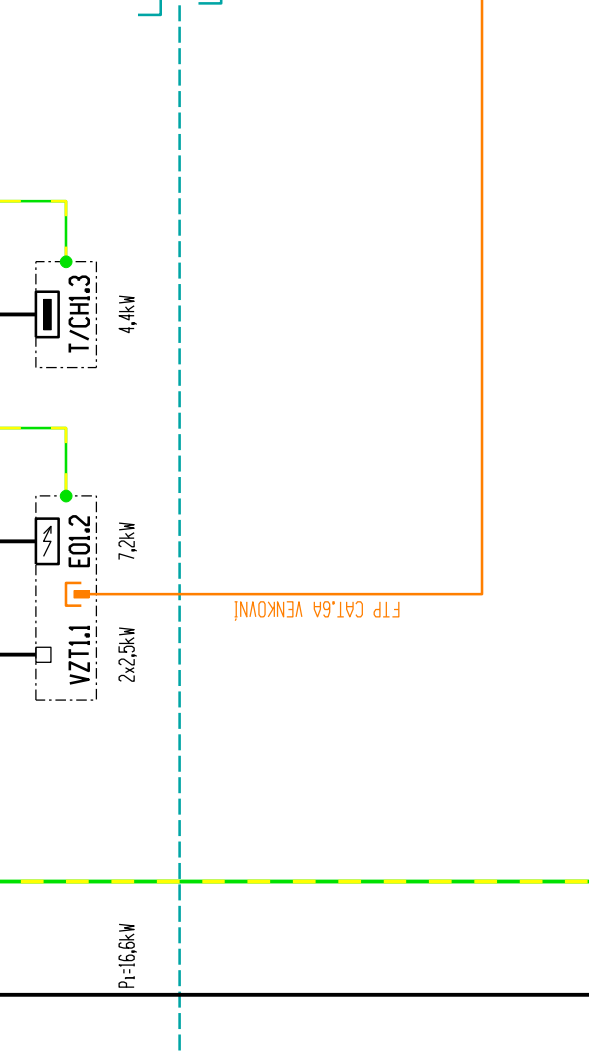 T/CH1.3
4,4kW
EO1.2
7,2kW
VZT1.1
2x2,5kW
FTP CAT.6A VENKOVNÍ
Pi=16,6kW